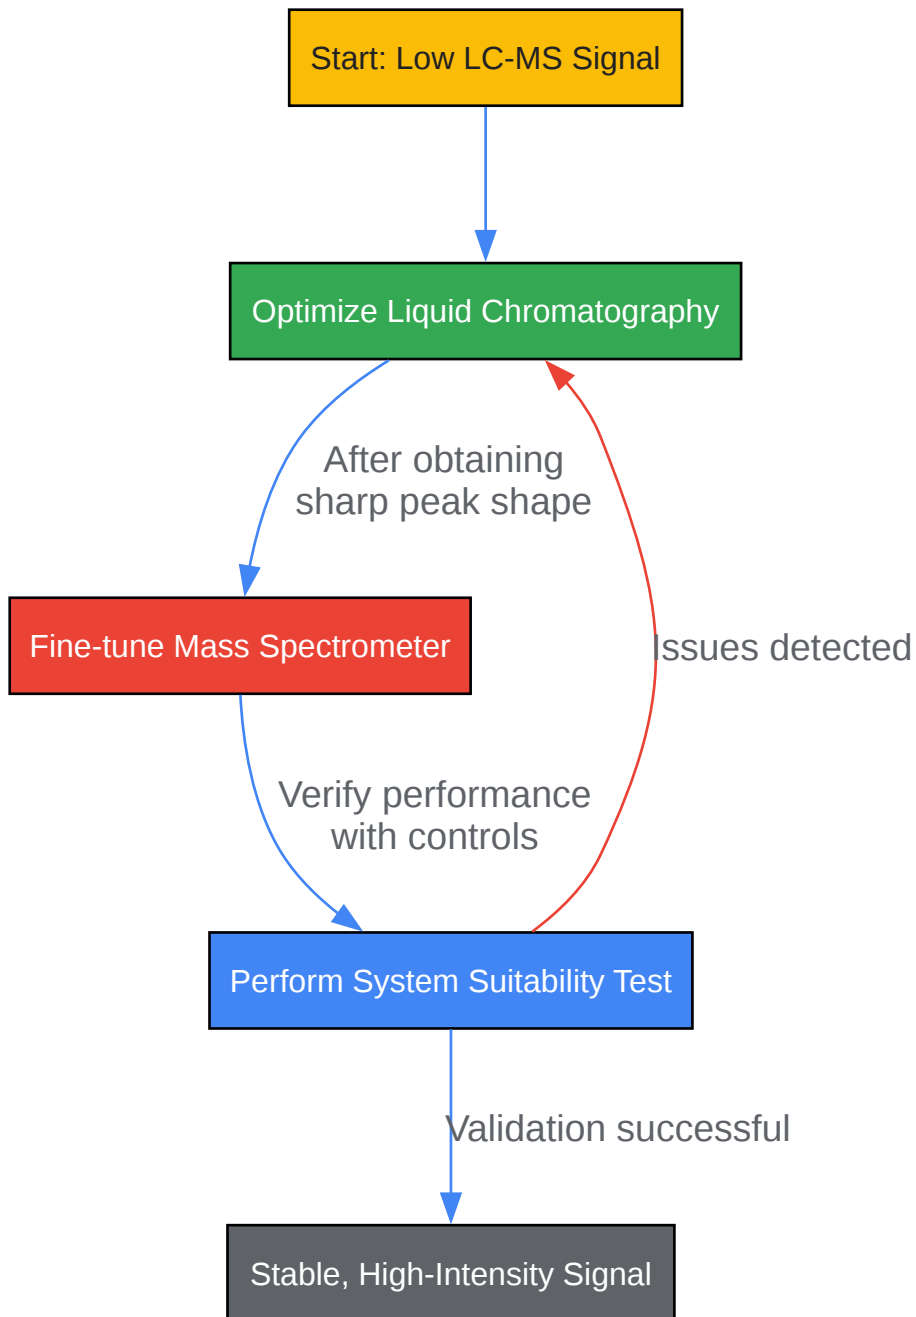 Start: Low LC-MS Signal
Optimize Liquid Chromatography
After obtaining
sharp peak shape
Fine-tune Mass Spectrometer
Issues detected
Verify performance
with controls
Perform System Suitability Test
Validation successful
Stable, High-Intensity Signal